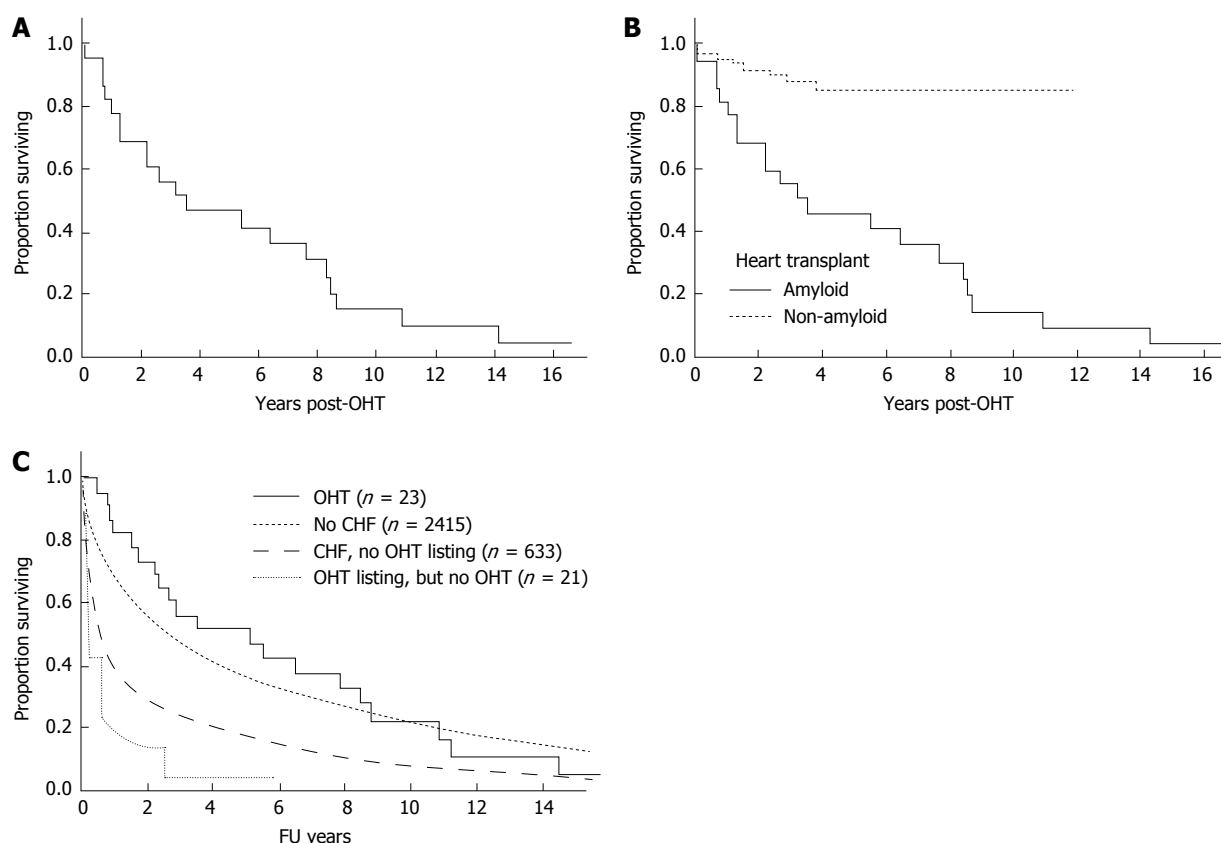 A
1.0
0.8
0.6
0.4
0.2
0.0
Proportion surviving
0 2 4 6 8 10 12 14 16
Years post-OHT
B
1.0
0.8
0.6
0.4
0.2
0.0
Proportion surviving
Heart transplant
Amyloid
Non-amyloid
0 2 4 6 8 10 12 14 16
Years post-OHT
C
1.0
0.8
0.6
0.4
0.2
0.0
Proportion surviving
OHT (n = 23)
No CHF (n = 2415)
CHF, no OHT listing (n = 633)
OHT listing, but no OHT (n = 21)
0 2 4 6 8 10 12 14
FU years